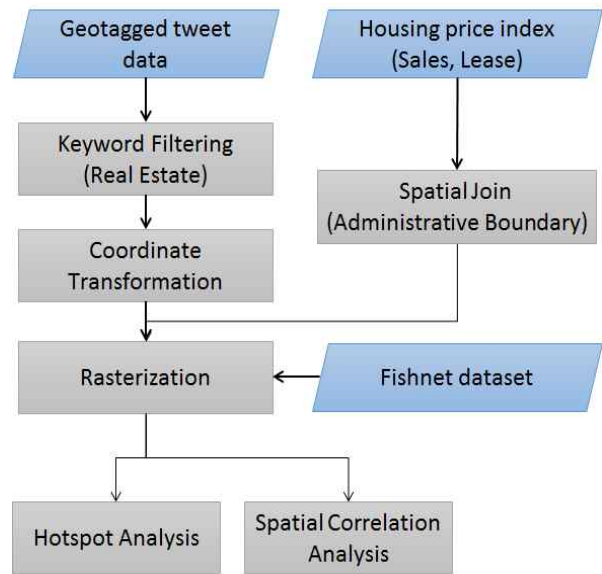 Geotagged tweet
data
Housing price index
(Sales, Lease)
Keyword Filtering
(Real Estate)
Spatial Join
(Administrative Boundary)
Coordinate
Transformation
Rasterization
Fishnet dataset
Hotspot Analysis
Spatial Correlation
Analysis